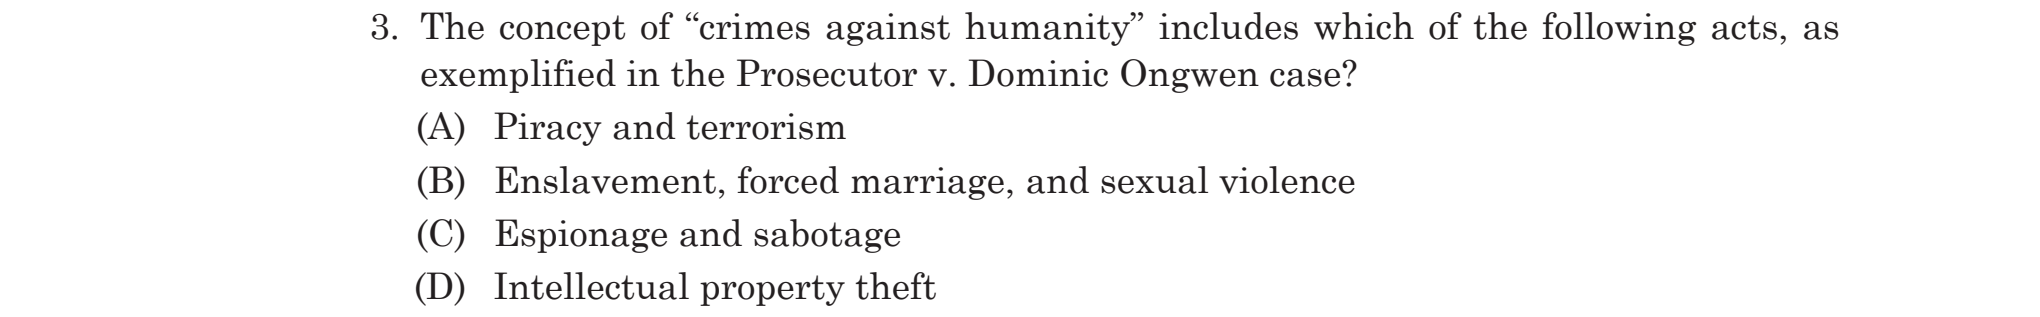 3. The concept of “crimes against humanity” includes which of the following acts, as
exemplified in the Prosecutor v. Dominic Ongwen case?
(A) Piracy and terrorism
(B) Enslavement, forced marriage, and sexual violence
(C) Espionage and sabotage
(D) Intellectual property theft